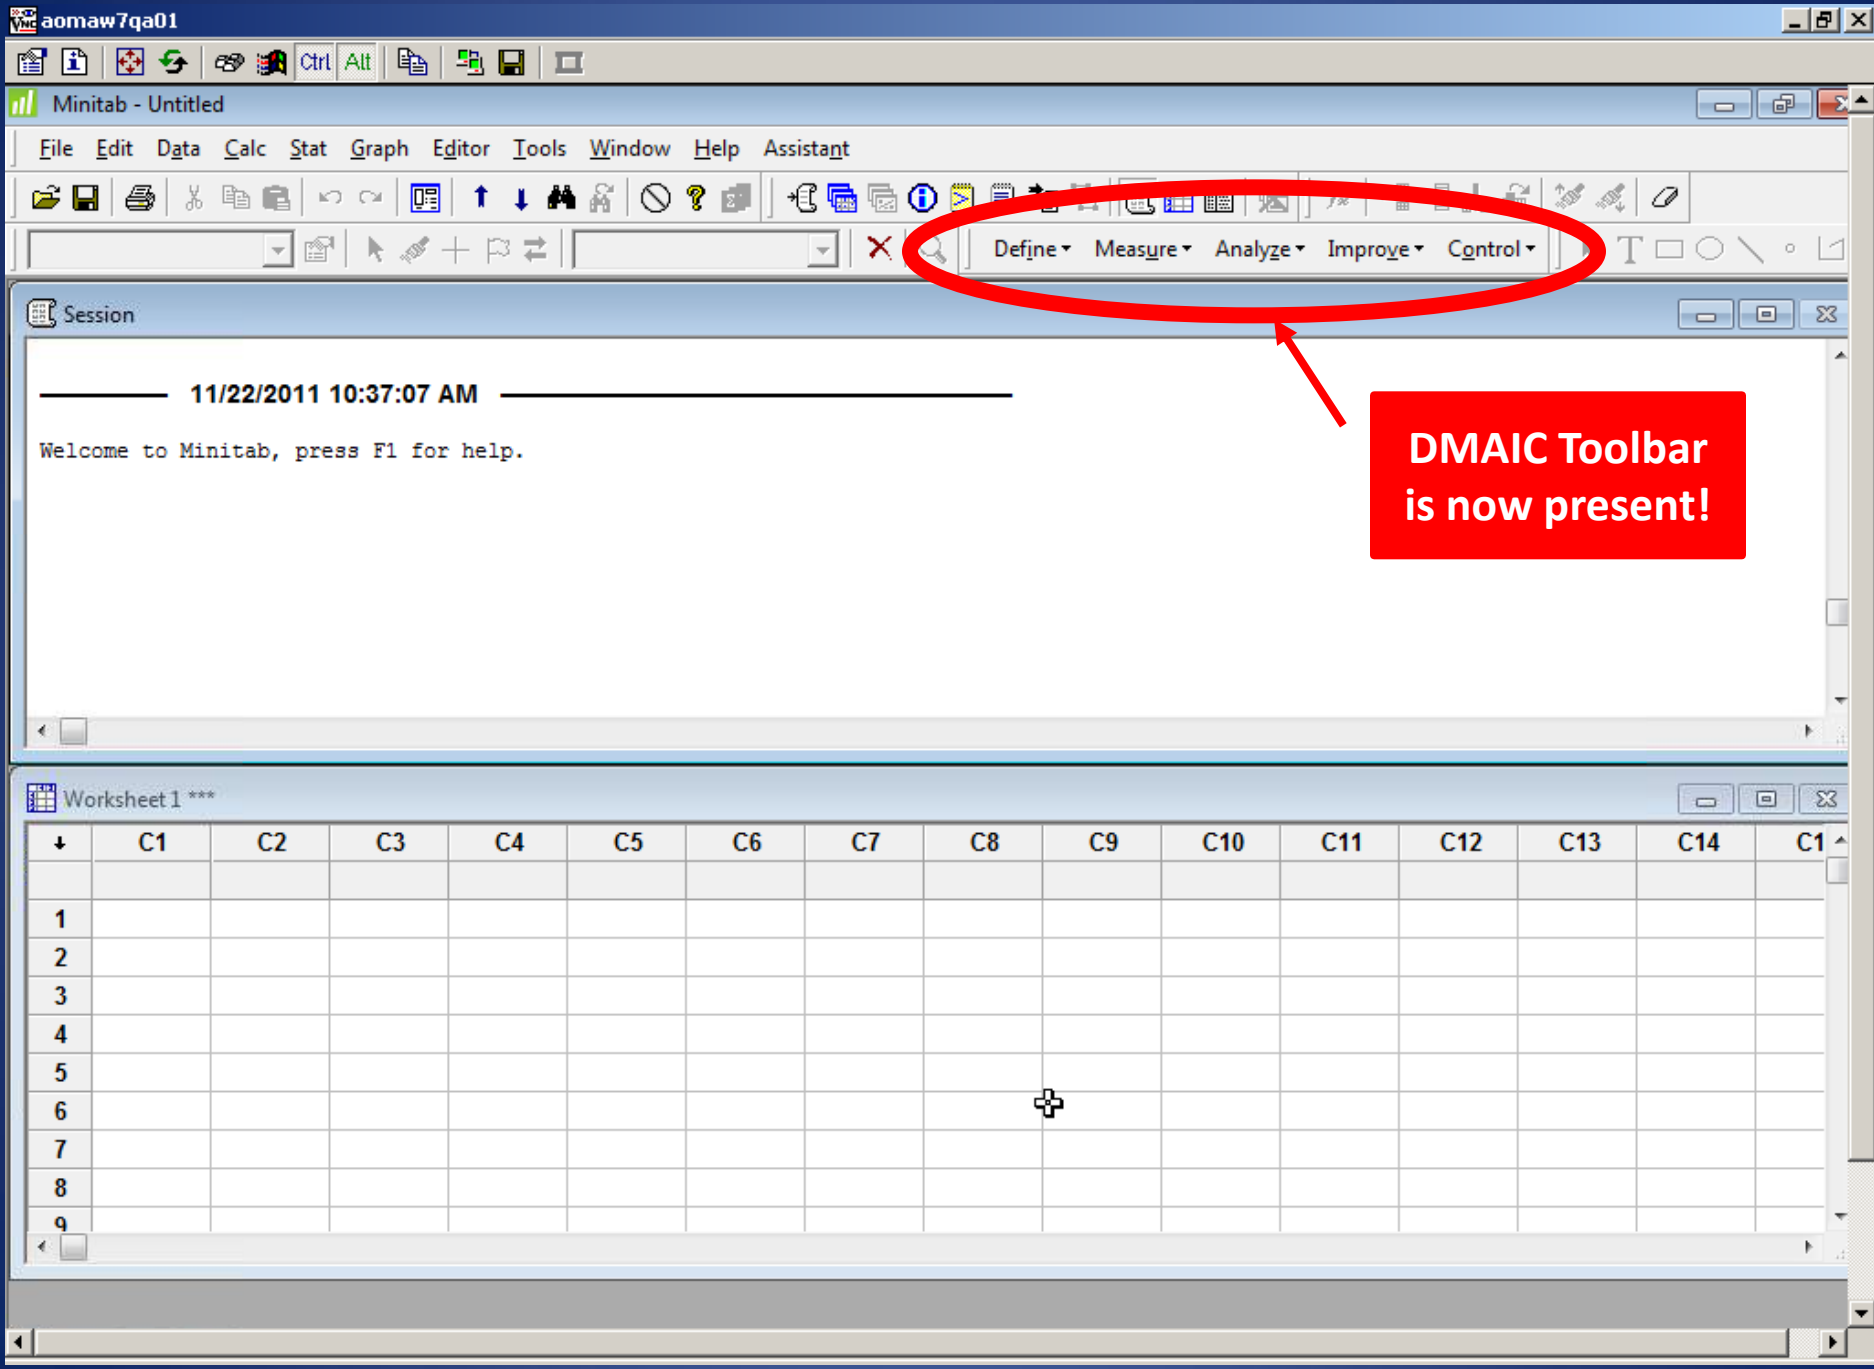 aomaw7qa01
Ctrl Alt
Minitab - Untitled
File Edit Data Calc Stat Graph Editor Tools Window Help Assistant
Define Measure Analyze Improve Control
Session
11/22/2011 10:37:07 AM
Welcome to Minitab, press F1 for help.
DMAIC Toolbar
is now present!
Worksheet 1 ***
C1 C2 C3 C4 C5 C6 C7 C8 C9 C10 C11 C12 C13 C14 C1
1
2
3
4
5
6
7
8
9